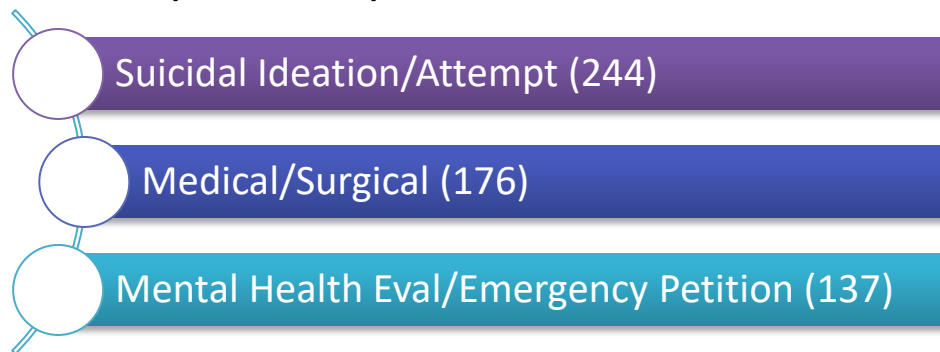 Suicidal Ideation/Attempt (244)
Medical/Surgical (176)
Mental Health Eval/Emergency Petition (137)